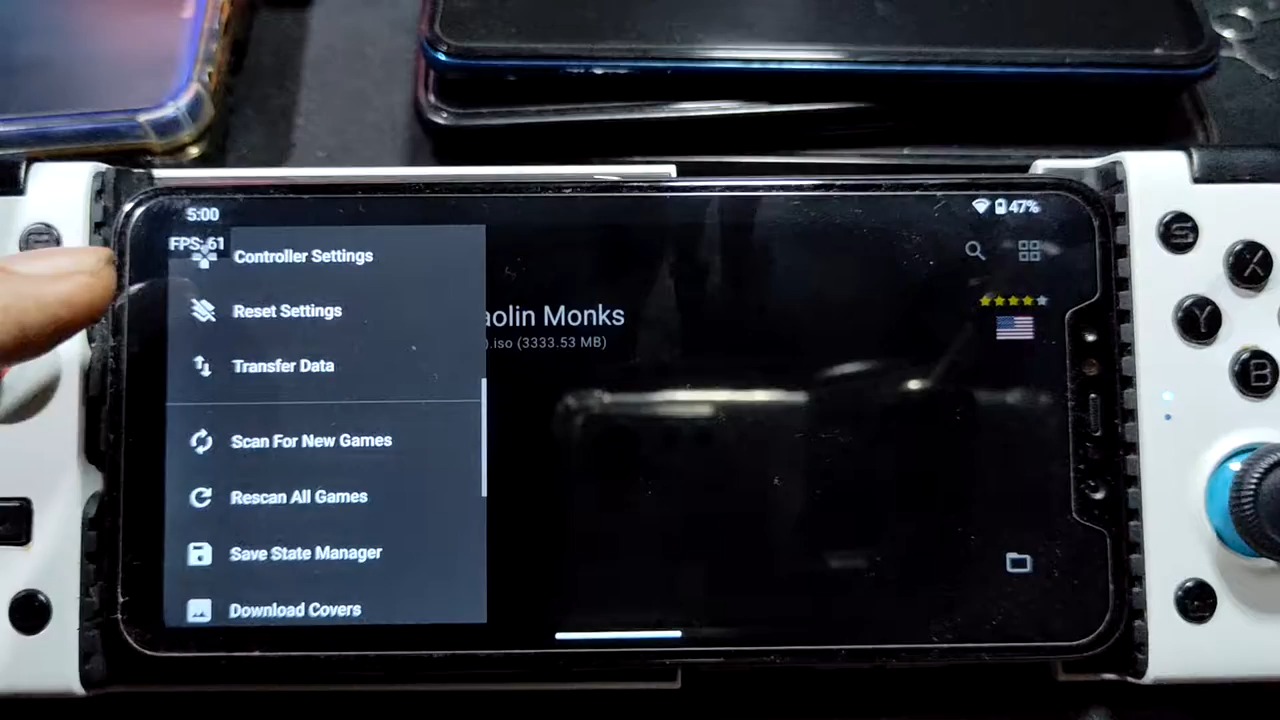 5:00
47%
FPS: 61
Controller Settings
Reset Settings
aolin Monks
).iso (3333.53 MB)
Transfer Data
Scan For New Games
Rescan All Games
Save State Manager
Download Covers
S
X
Y
B